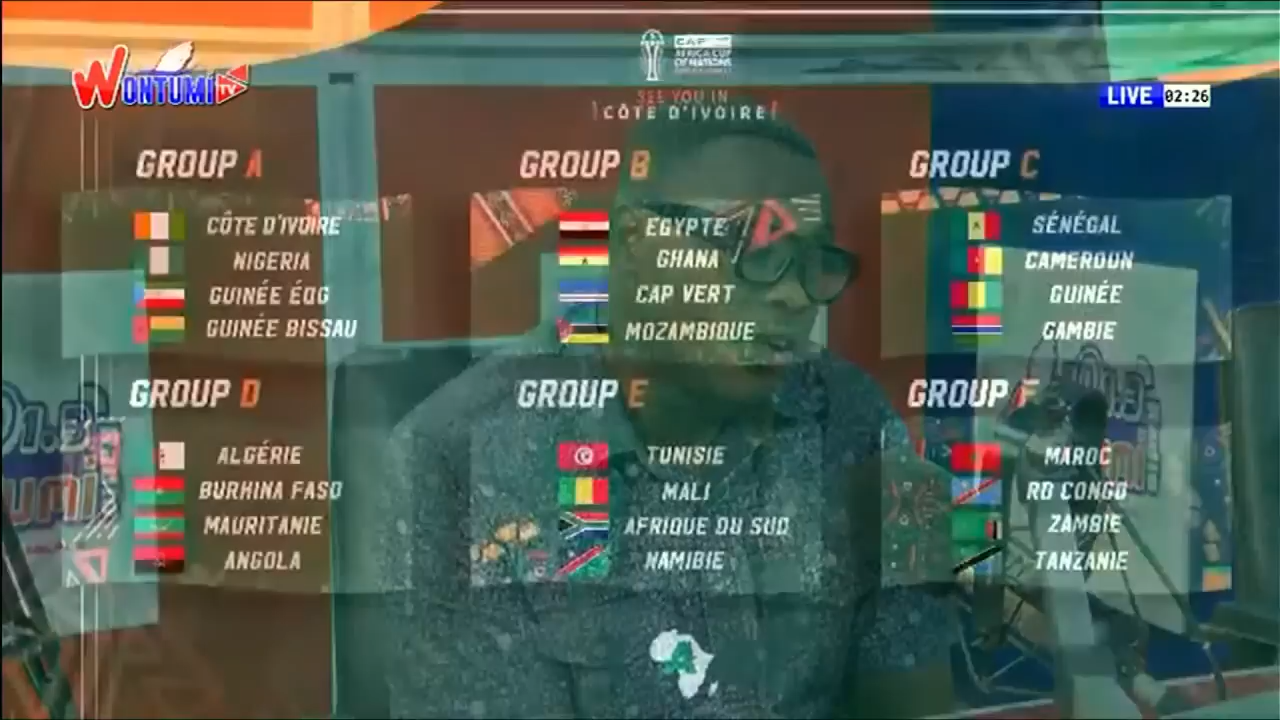 WONTUMI TV
CAF
AFRICA CUP
OF NATIONS
LIVE 02:26
SEE YOU IN
CÔTE D'IVOIRE
GROUP A
CÔTE D'IVOIRE
NIGERIA
GUINÉE ÉQG
GUINÉE BISSAU
GROUP B
EGYPTE
GHANA
CAP VERT
MOZAMBIQUE
GROUP C
SÉNÉGAL
CAMEROUN
GUINÉE
GAMBIE
GROUP D
ALGÉRIE
BURKINA FASO
MAURITANIE
ANGOLA
GROUP E
TUNISIE
MALI
AFRIQUE DU SUD
NAMIBIE
GROUP F
MAROC
RD CONGO
ZAMBIE
TANZANIE